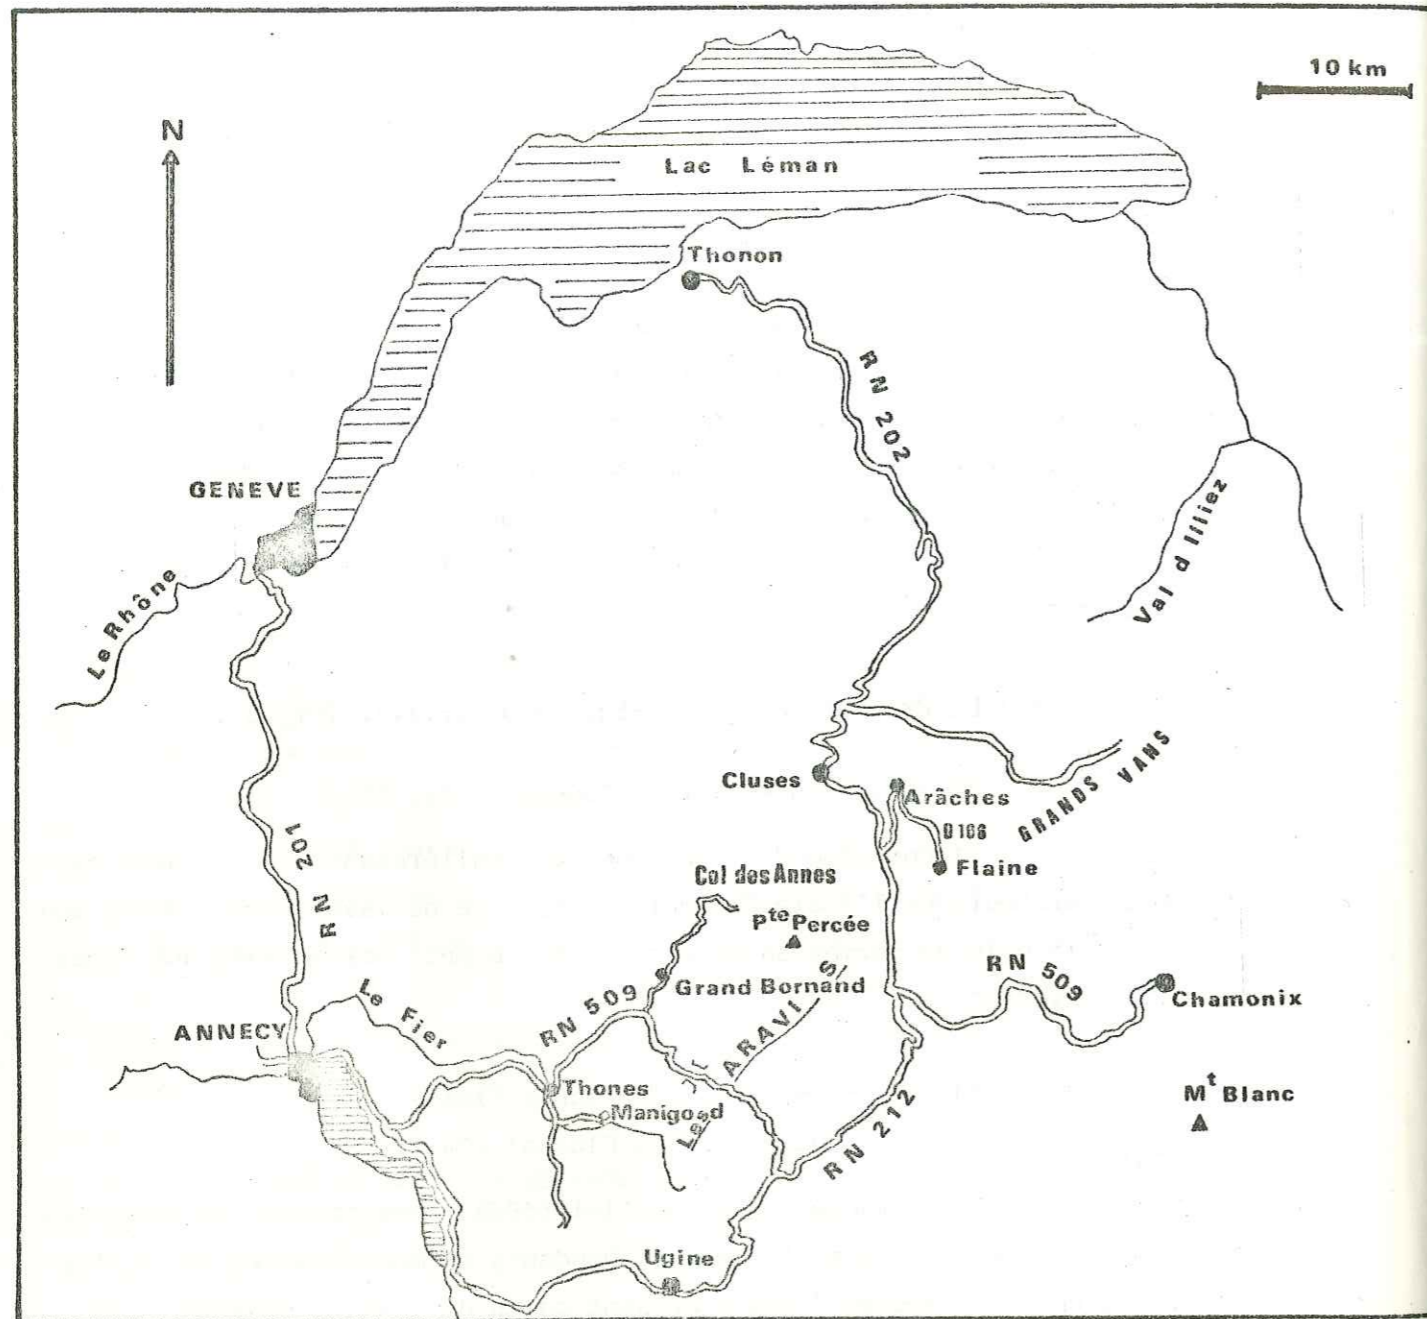 10 km
N
Lac Léman
Thonon
RN 202
GENEVE
Val d Illiez
Le Rhône
Cluses
Arâches
GRANDS VANS
D 106
Flaine
RN 201
Col des Annes
Pte Percée
RN 509
Grand Bornand
RN 509
Chamonix
Le Fier
ANNECY
Les ARAVIS
Thones
Manigod
Mt Blanc
RN 212
Ugine